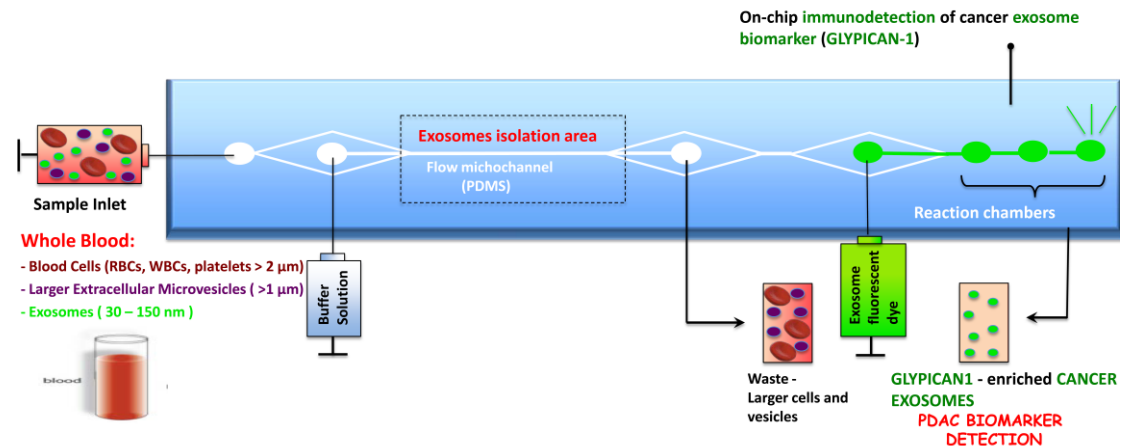 On-chip immunodetection of cancer exosome
biomarker (GLYPICAN-1)
Exosomes isolation area
Flow michochannel
(PDMS)
Sample Inlet
Reaction chambers
Whole Blood:
- Blood Cells (RBCs, WBCs, platelets > 2 µm)
- Larger Extracellular Microvesicles ( >1 µm)
- Exosomes ( 30 – 150 nm )
Buffer
Solution
Exosome
fluorescent
dye
blood
Waste -
Larger cells and
vesicles
GLYPICAN1 - enriched CANCER
EXOSOMES
PDAC BIOMARKER
DETECTION